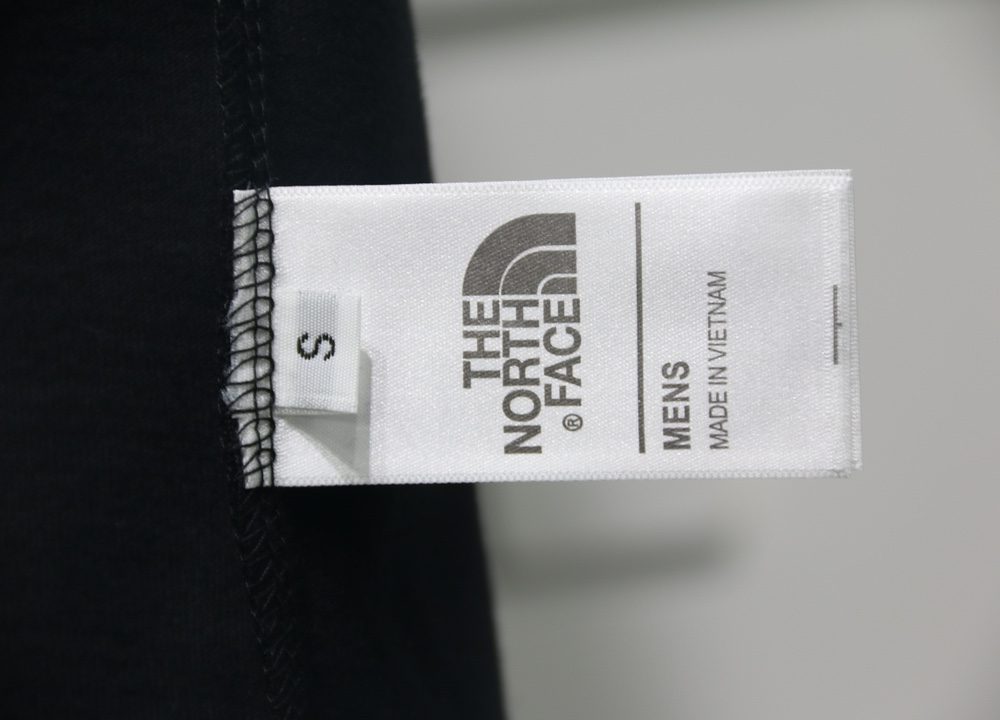 S
THE
NORTH
FACE®
MENS
MADE IN VIETNAM